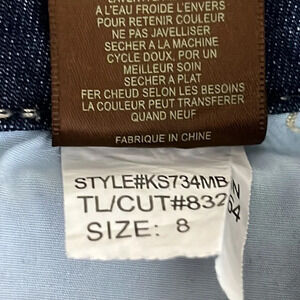 A L'EAU FROIDE A L'ENVERS
POUR RETENIR COULEUR
NE PAS JAVELLISER
SECHER A LA MACHINE
CYCLE DOUX, POR UN
MEILLEUR SOIN
SECHER A PLAT
FER CHEUD SELON LES BESOINS
LA COULEUR PEUT TRANSFERER
QUAND NEUF
FABRIQUE EN CHINE
STYLE#KS734MB
TL/CUT#832
SIZE: 8